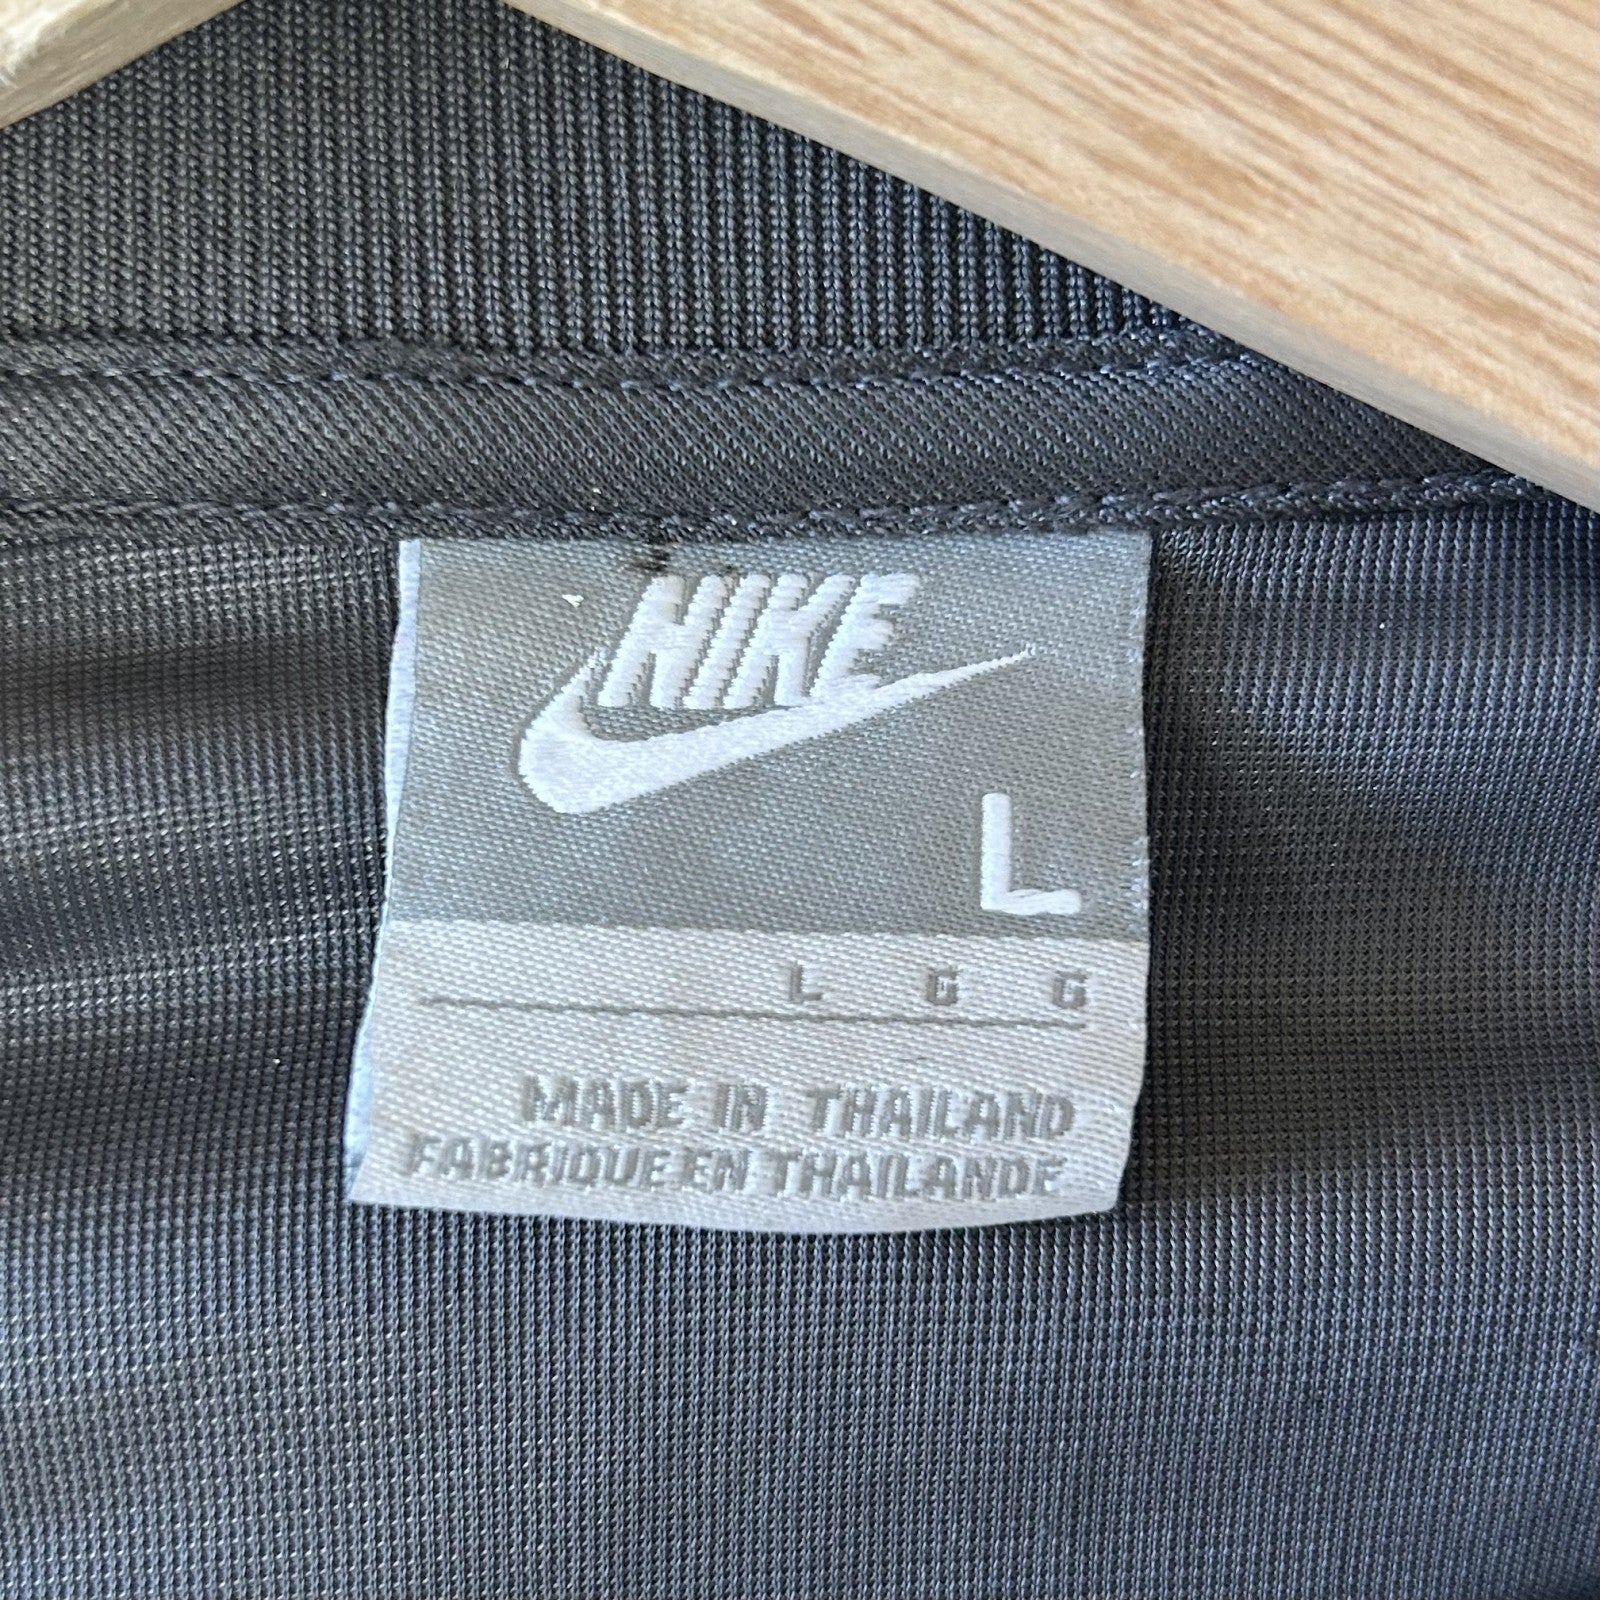 NIKE
L
L G G
MADE IN THAILAND
FABRIQUE EN THAILANDE